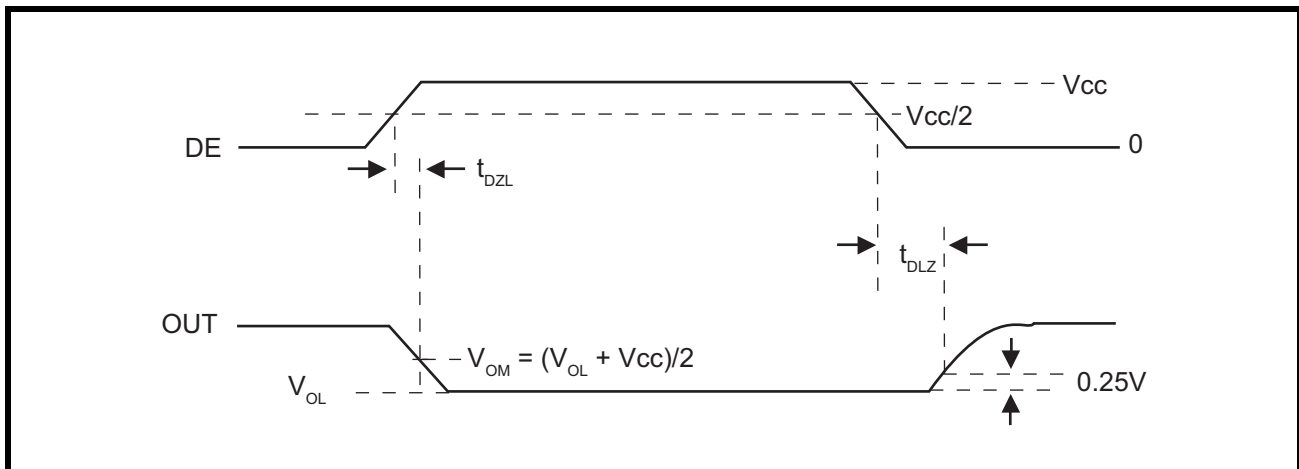 Vcc
Vcc/2
DE
0
tDZL
tDLZ
OUT
VOM = (VOL + Vcc)/2
VOL
0.25V